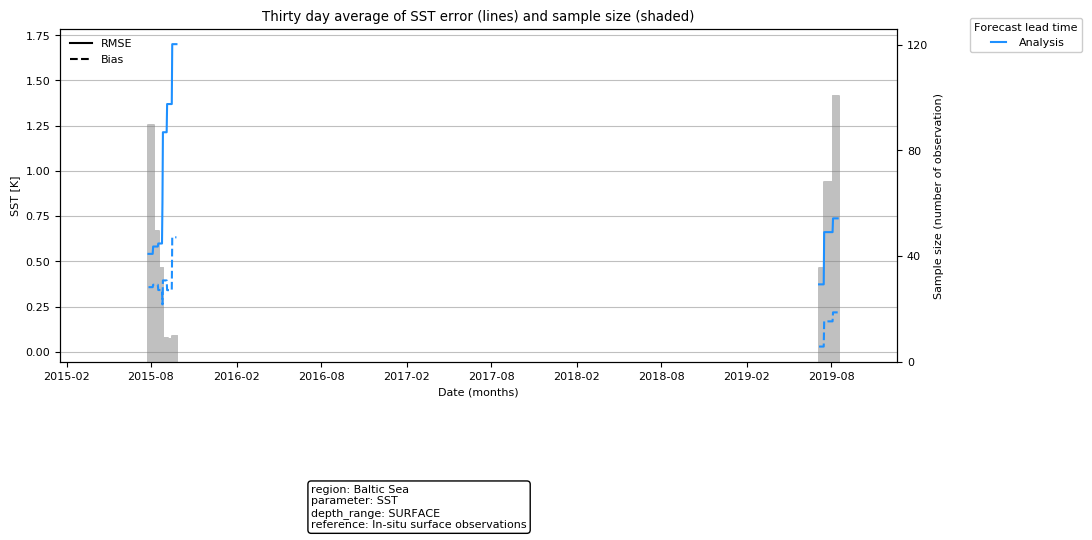 Thirty day average of SST error (lines) and sample size (shaded)
Forecast lead time
Analysis
RMSE
Bias
1.75
1.50
1.25
1.00
0.75
0.50
0.25
0.00
SST [K]
120
80
40
0
Sample size (number of observation)
2015-02 2015-08 2016-02 2016-08 2017-02 2017-08 2018-02 2018-08 2019-02 2019-08
Date (months)
region: Baltic Sea
parameter: SST
depth_range: SURFACE
reference: In-situ surface observations